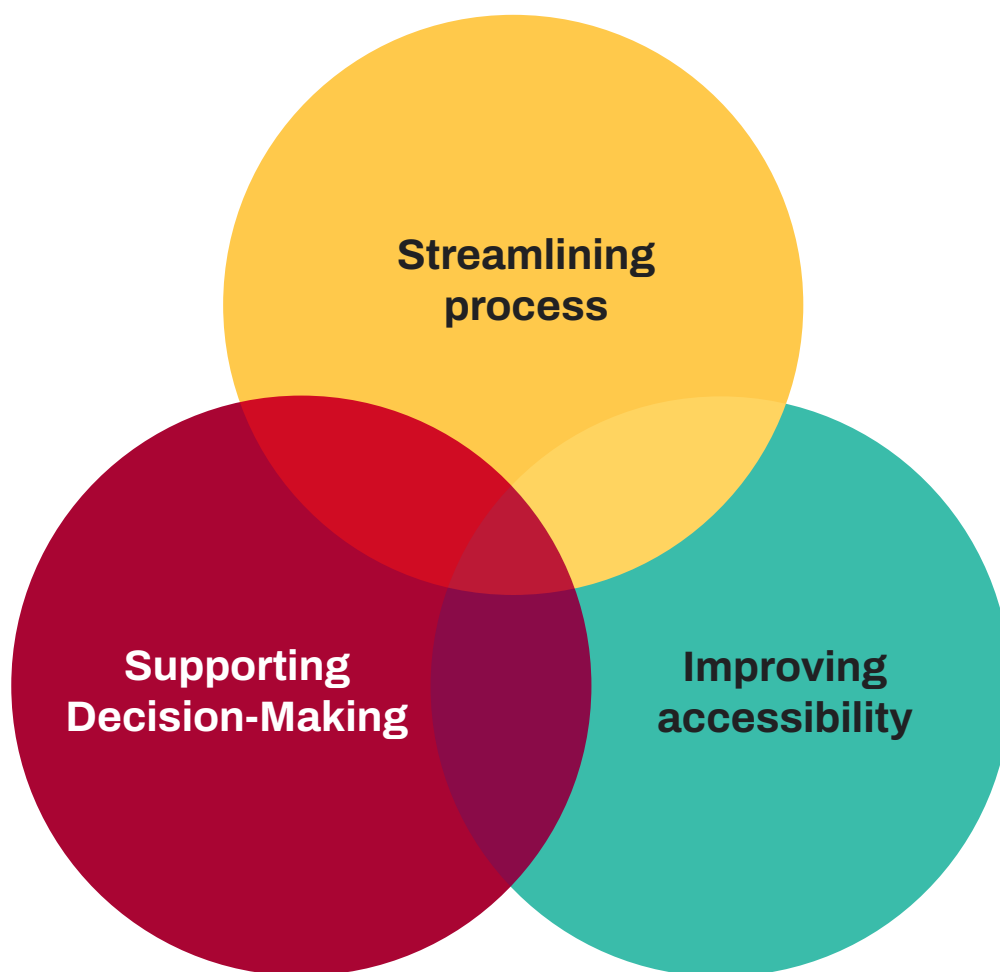 Streamlining
process
Supporting
Decision-Making
Improving
accessibility